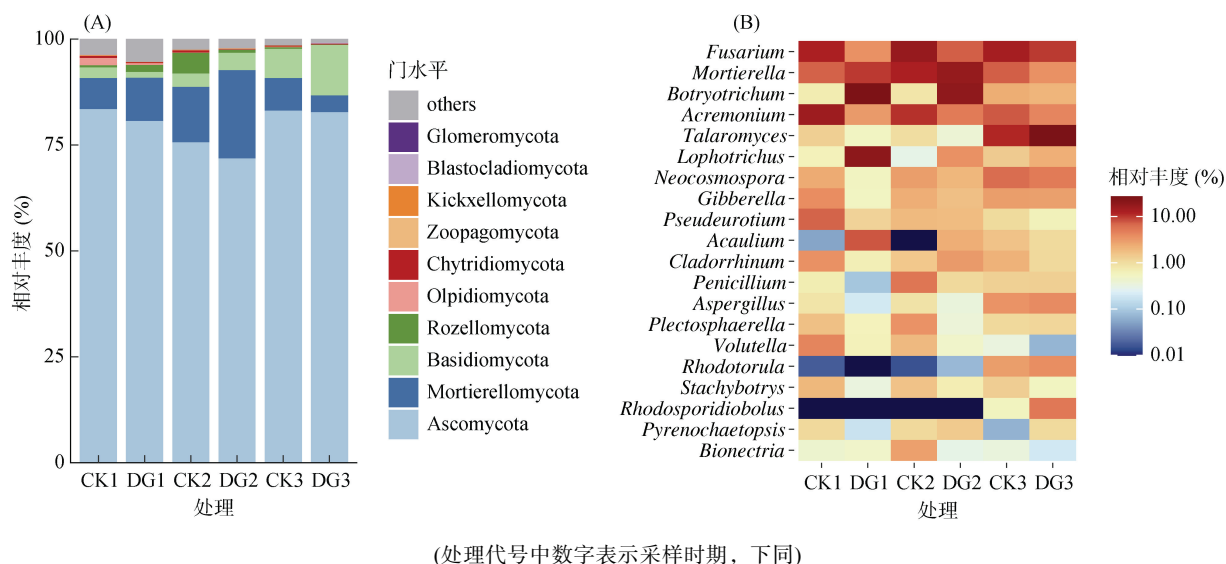 (A)
100
75
50
25
0
相对丰度 (%)
CK1 DG1 CK2 DG2 CK3 DG3
处理
门水平
others
Glomeromycota
Blastocladiomycota
Kickxellomycota
Zoopagomycota
Chytridiomycota
Olpidiomycota
Rozellomycota
Basidiomycota
Mortierellomycota
Ascomycota
(B)
Fusarium
Mortierella
Botryotrichum
Acremonium
Talaromyces
Lophotrichus
Neocosmospora
Gibberella
Pseudeurotium
Acaulium
Cladorrhinum
Penicillium
Aspergillus
Plectosphaerella
Volutella
Rhodotorula
Stachybotrys
Rhodosporidiobolus
Pyrenochaetopsis
Bionectria
CK1 DG1 CK2 DG2 CK3 DG3
处理
相对丰度 (%)
10.00
1.00
0.10
0.01
(处理代号中数字表示采样时期，下同)